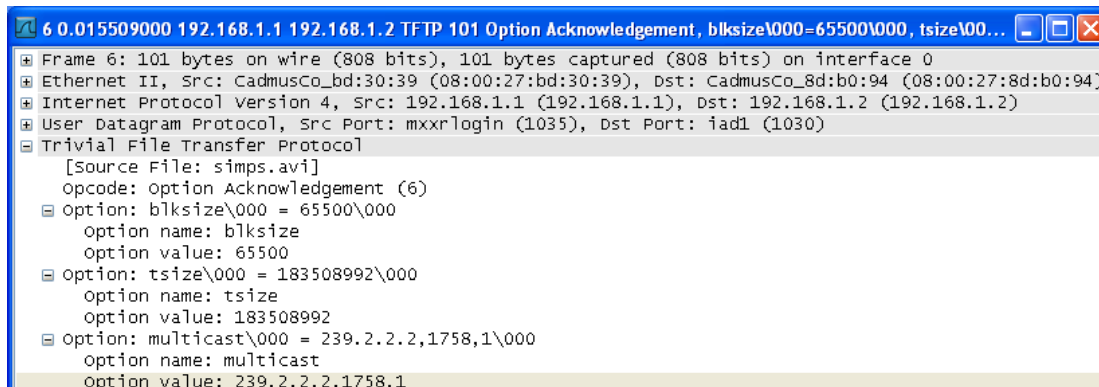 6 0.015509000 192.168.1.1 192.168.1.2 TFTP 101 Option Acknowledgement, blksize\000=65500\000, tsize\00...
Frame 6: 101 bytes on wire (808 bits), 101 bytes captured (808 bits) on interface 0
Ethernet II, Src: CadmusCo_bd:30:39 (08:00:27:bd:30:39), Dst: CadmusCo_8d:b0:94 (08:00:27:8d:b0:94)
Internet Protocol Version 4, Src: 192.168.1.1 (192.168.1.1), Dst: 192.168.1.2 (192.168.1.2)
User Datagram Protocol, Src Port: mxxrlogin (1035), Dst Port: iad1 (1030)
Trivial File Transfer Protocol
[Source File: simps.avi]
Opcode: Option Acknowledgement (6)
Option: blksize\000 = 65500\000
Option name: blksize
Option value: 65500
Option: tsize\000 = 183508992\000
Option name: tsize
Option value: 183508992
Option: multicast\000 = 239.2.2.2,1758,1\000
Option name: multicast
Option value: 239.2.2.2,1758,1